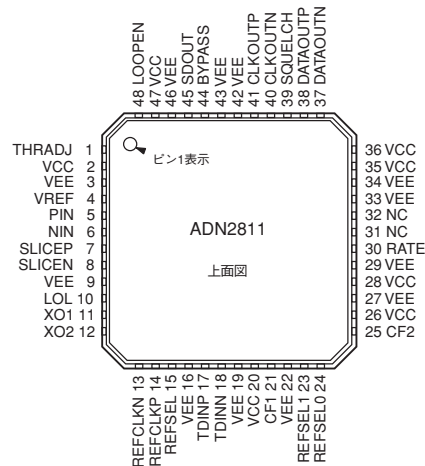 48 LOOPEN
47 VCC
46 VEE
45 SDOUT
44 BYPASS
43 VEE
42 VEE
41 CLKOUTP
40 CLKOUTN
39 SQUELCH
38 DATAOUTP
37 DATAOUTN
THRADJ 1
VCC 2
VEE 3
VREF 4
PIN 5
NIN 6
SLICEP 7
SLICEN 8
VEE 9
LOL 10
XO1 11
XO2 12
ピン1表示
ADN2811
上面図
36 VCC
35 VCC
34 VEE
33 VEE
32 NC
31 NC
30 RATE
29 VEE
28 VCC
27 VEE
26 VCC
25 CF2
REFCLKN 13
REFCLKP 14
REFSEL 15
VEE 16
TDINP 17
TDINN 18
VEE 19
VCC 20
CF1 21
VEE 22
REFSEL1 23
REFSEL0 24